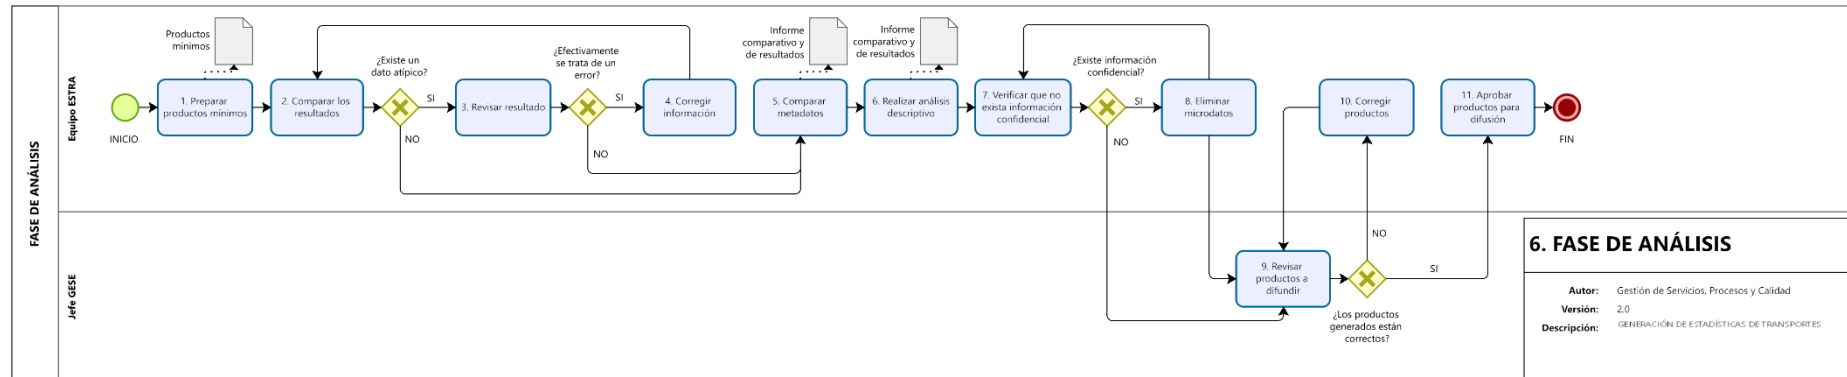 FASE DE ANÁLISIS
Equipo ESTRA
Jefe GESE
INICIO
Productos
mínimos
1. Preparar
productos mínimos
2. Comparar los
resultados
¿Existe un
dato atípico?
SI
NO
3. Revisar resultado
¿Efectivamente
se trata de un
error?
SI
NO
4. Corregir
información
Informe
comparativo y
de resultados
5. Comparar
metadatos
Informe
comparativo y
de resultados
6. Realizar análisis
descriptivo
7. Verificar que no
exista información
confidencial
¿Existe información
confidencial?
SI
NO
8. Eliminar
microdatos
9. Revisar
productos a
difundir
¿Los productos
generados están
correctos?
NO
SI
10. Corregir
productos
11. Aprobar
productos para
difusión
FIN
6. FASE DE ANÁLISIS
Autor: Gestión de Servicios, Procesos y Calidad
Versión: 2.0
Descripción: GENERACIÓN DE ESTADÍSTICAS DE TRANSPORTES